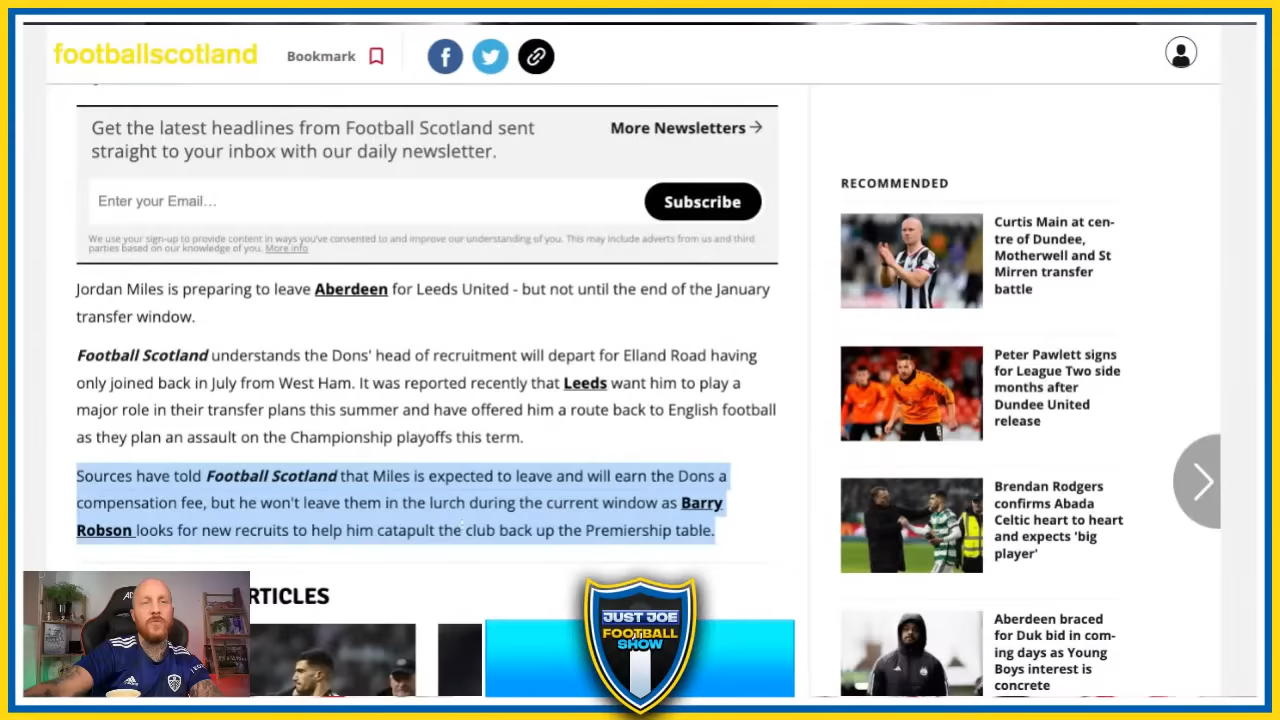 footballscotland
Bookmark
Get the latest headlines from Football Scotland sent
straight to your inbox with our daily newsletter.
More Newsletters
Enter your Email...
Subscribe
We use your sign-up to provide content in ways you've consented to and improve our understanding of you. This may include adverts from us and third
parties based on our knowledge of you. More info
Jordan Miles is preparing to leave Aberdeen for Leeds United - but not until the end of the January
transfer window.
Football Scotland understands the Dons' head of recruitment will depart for Elland Road having
only joined back in July from West Ham. It was reported recently that Leeds want him to play a
major role in their transfer plans this summer and have offered him a route back to English football
as they plan an assault on the Championship playoffs this term.
Sources have told Football Scotland that Miles is expected to leave and will earn the Dons a
compensation fee, but he won't leave them in the lurch during the current window as Barry
Robson looks for new recruits to help him catapult the club back up the Premiership table.
RTICLES
RECOMMENDED
Curtis Main at cen-
tre of Dundee,
Motherwell and St
Mirren transfer
battle
Peter Pawlett signs
for League Two side
months after
Dundee United
release
Brendan Rodgers
confirms Abada
Celtic heart to heart
and expects 'big
player'
Aberdeen braced
for Duk bid in com-
ing days as Young
Boys interest is
concrete
JUST JOE
FOOTBALL
SHOW